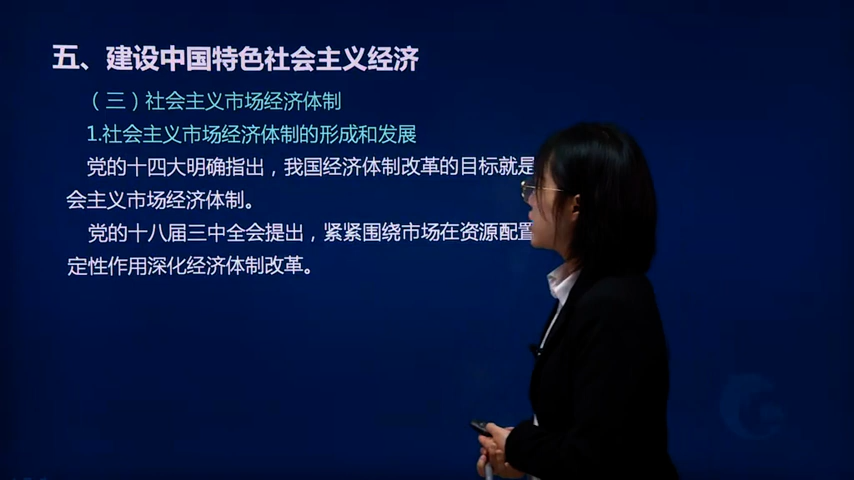 五、建设中国特色社会主义经济
（三）社会主义市场经济体制
1.社会主义市场经济体制的形成和发展
党的十四大明确指出，我国经济体制改革的目标就是
会主义市场经济体制。
党的十八届三中全会提出，紧紧围绕市场在资源配置
定性作用深化经济体制改革。